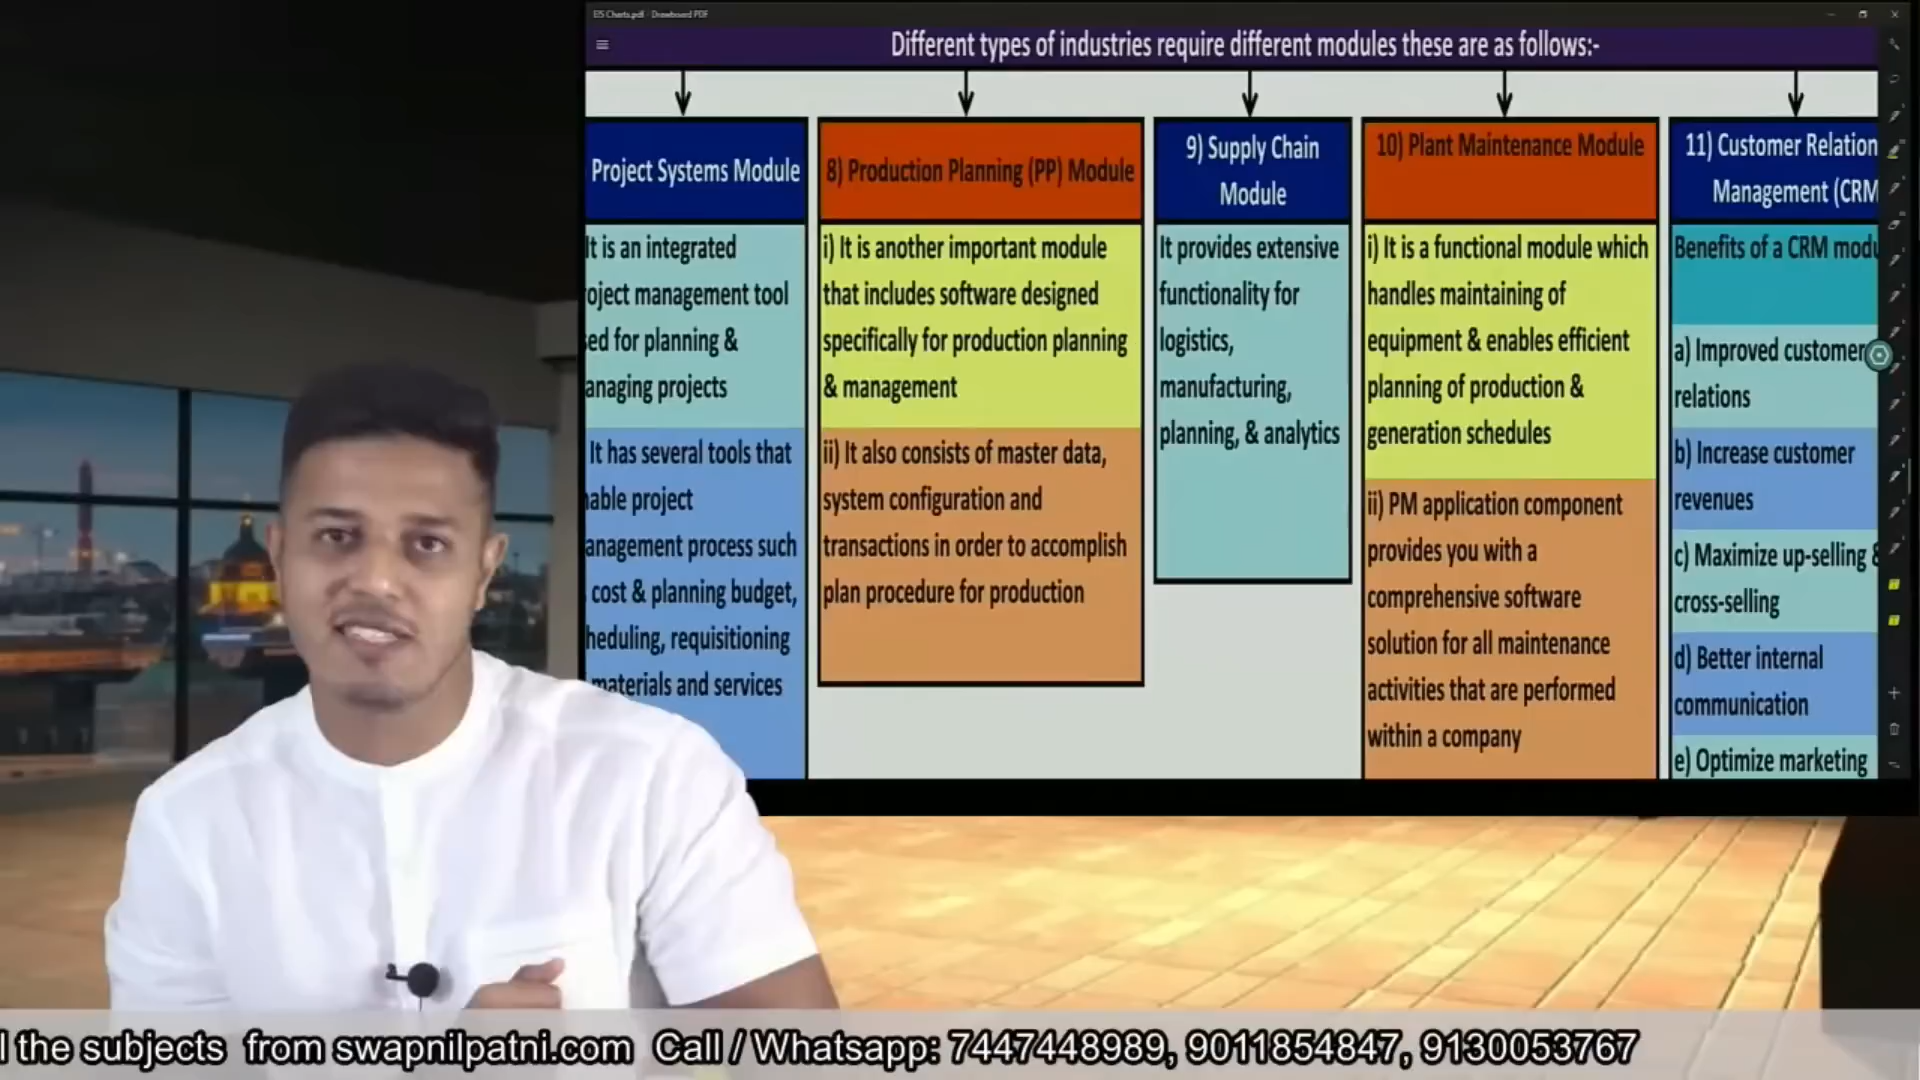 EIS Charts.pdf - Drawboard PDF
Different types of industries require different modules these are as follows:-
Project Systems Module
It is an integrated
oject management tool
sed for planning &
anaging projects
It has several tools that
nable project
anagement process such
cost & planning budget,
heduling, requisitioning
materials and services
8) Production Planning (PP) Module
i) It is another important module
that includes software designed
specifically for production planning
& management
ii) It also consists of master data,
system configuration and
transactions in order to accomplish
plan procedure for production
9) Supply Chain
Module
It provides extensive
functionality for
logistics,
manufacturing,
planning, & analytics
10) Plant Maintenance Module
i) It is a functional module which
handles maintaining of
equipment & enables efficient
planning of production &
generation schedules
ii) PM application component
provides you with a
comprehensive software
solution for all maintenance
activities that are performed
within a company
11) Customer Relation
Management (CRM
Benefits of a CRM modu
a) Improved customer
relations
b) Increase customer
revenues
c) Maximize up-selling &
cross-selling
d) Better internal
communication
e) Optimize marketing
l the subjects from swapnilpatni.com Call / Whatsapp: 7447448989, 9011854847, 9130053767